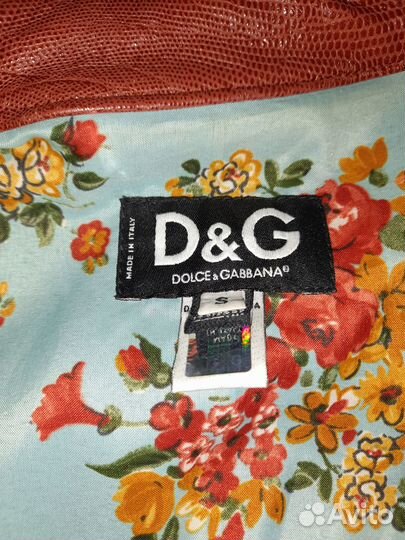 MADE IN ITALY
D&G
DOLCE & GABBANA
S
Avito